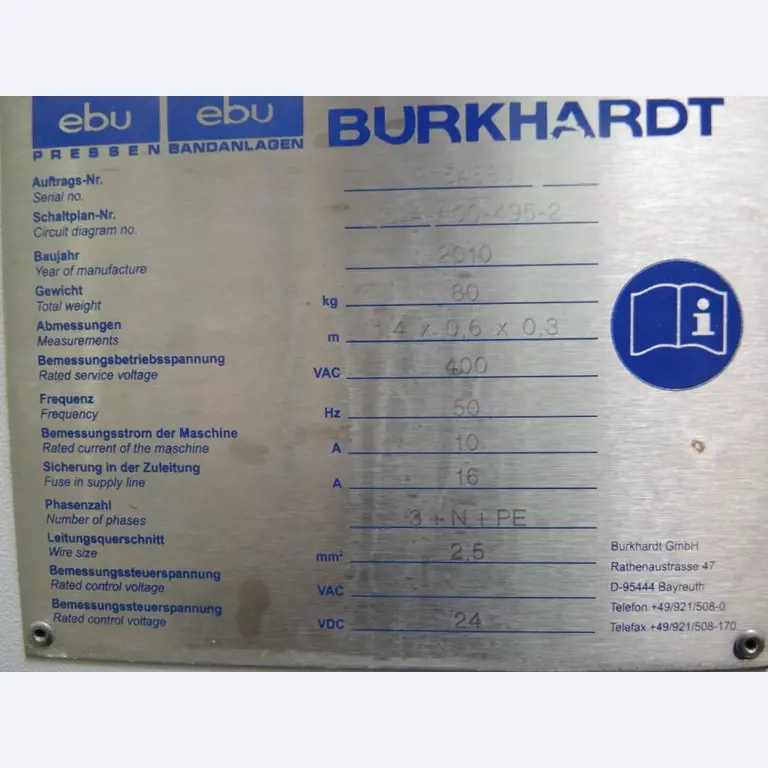 ebu ebu BURKHARDT
PRESSEN BANDANLAGEN
Auftrags-Nr.
Serial no.
Schaltplan-Nr.
Circuit diagram no. -495-2
Baujahr 2010
Year of manufacture
Gewicht
Total weight kg 80
Abmessungen
Measurements m 1.4 x 0.6 x 0.3
Bemessungsbetriebsspannung
Rated service voltage VAC 400
Frequenz
Frequency Hz 50
Bemessungsstrom der Maschine
Rated current of the maschine A 10
Sicherung in der Zuleitung
Fuse in supply line A 16
Phasenzahl
Number of phases 3 + N + PE
Leitungsquerschnitt
Wire size mm² 2.5
Bemessungssteuerspannung
Rated control voltage VAC
Bemessungssteuerspannung
Rated control voltage VDC 24
Burkhardt GmbH
Rathenaustrasse 47
D-95444 Bayreuth
Telefon +49/921/508-0
Telefax +49/921/508-170